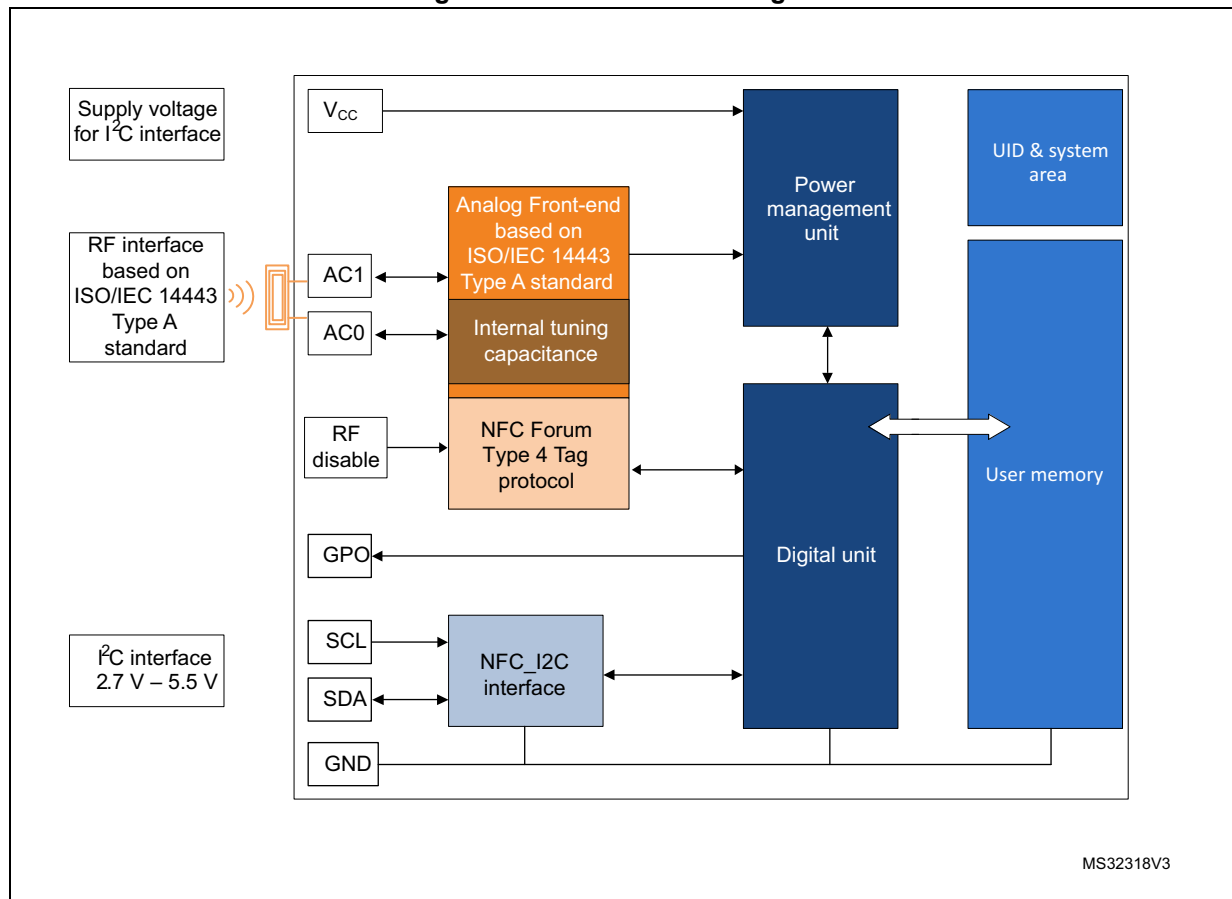 Supply voltage
for I²C interface
V_CC
Power
management
unit
UID & system
area
RF interface
based on
ISO/IEC 14443
Type A
standard
AC1
AC0
Analog Front-end
based on
ISO/IEC 14443
Type A standard
Internal tuning
capacitance
RF
disable
NFC Forum
Type 4 Tag
protocol
User memory
GPO
Digital unit
I²C interface
2.7 V – 5.5 V
SCL
SDA
NFC_I2C
interface
GND
MS32318V3